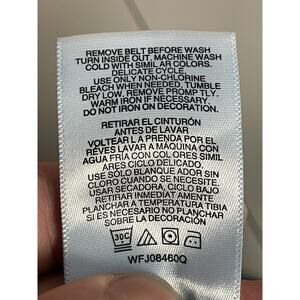 REMOVE BELT BEFORE WASH
TURN INSIDE OUT. MACHINE WASH
COLD WITH SIMILAR COLORS.
DELICATE CYCLE.
USE ONLY NON-CHLORINE
BLEACH WHEN NEEDED. TUMBLE
DRY LOW. REMOVE PROMPTLY.
WARM IRON IF NECESSARY.
DO NOT IRON ON DECORATION.
RETIRAR EL CINTURÓN
ANTES DE LAVAR
VOLTEAR LA PRENDA POR EL
REVES LAVAR A MAQUINA CON
AGUA FRIA CON COLORES SIMIL
ARES CICLO DELICADO.
USE SÓLO BLANQUEADOR SIN
CLORO CUANDO SE NECESITE.
USAR SECADORA, CICLO BAJO
RETIRAR INMEDIATAMENTE
PLANCHAR A TEMPERATURA TIBIA
SI ES NECESARIO NO PLANCHAR
SOBRE LA DECORACIÓN
30C
WFJ08460Q